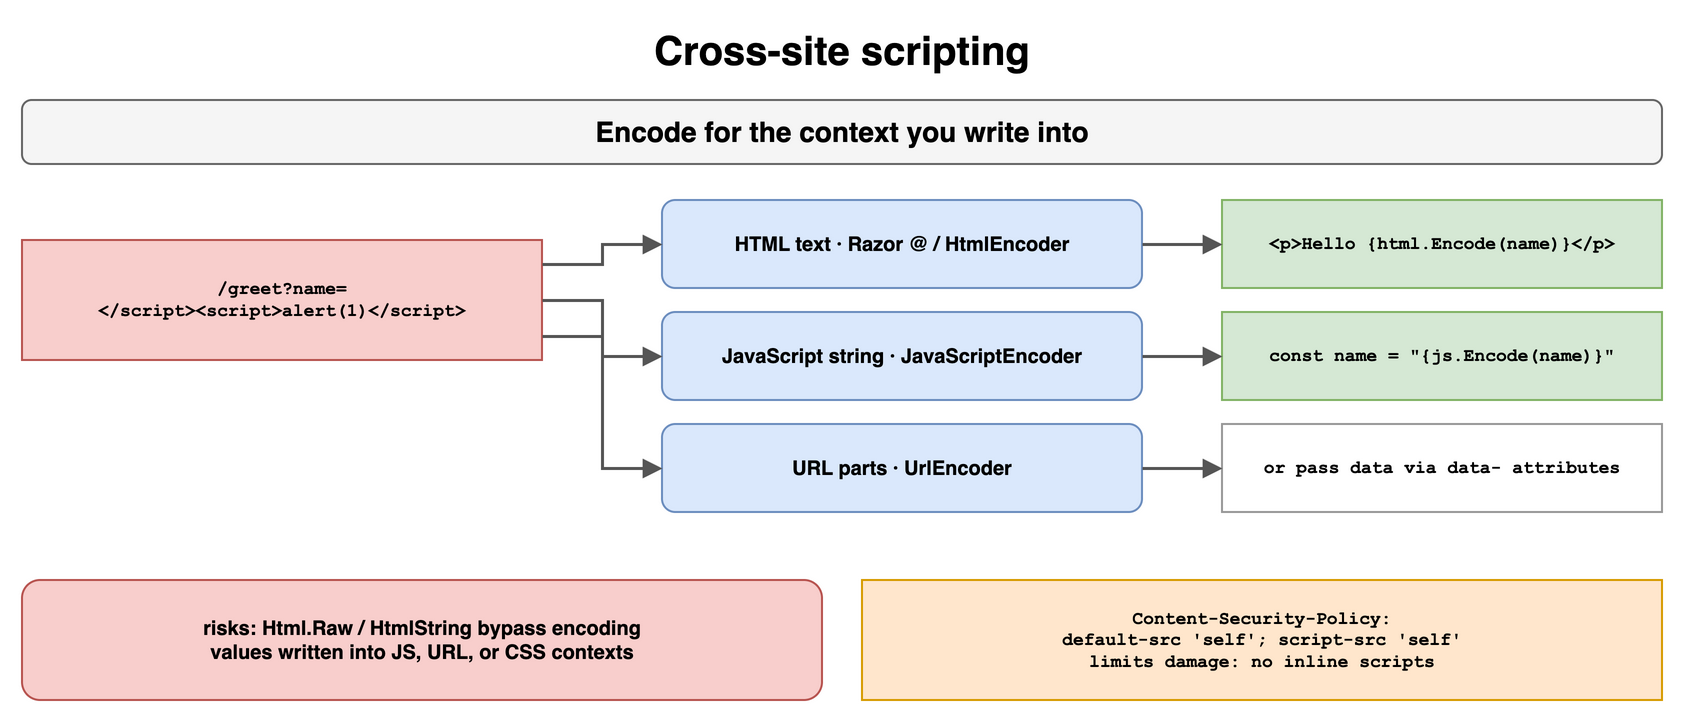 Cross-site scripting
Encode for the context you write into
/greet?name=
</script><script>alert(1)</script>
HTML text · Razor @ / HtmlEncoder
<p>Hello {html.Encode(name)}</p>
JavaScript string · JavaScriptEncoder
const name = "{js.Encode(name)}"
URL parts · UrlEncoder
or pass data via data- attributes
risks: Html.Raw / HtmlString bypass encoding
values written into JS, URL, or CSS contexts
Content-Security-Policy:
default-src 'self'; script-src 'self'
limits damage: no inline scripts